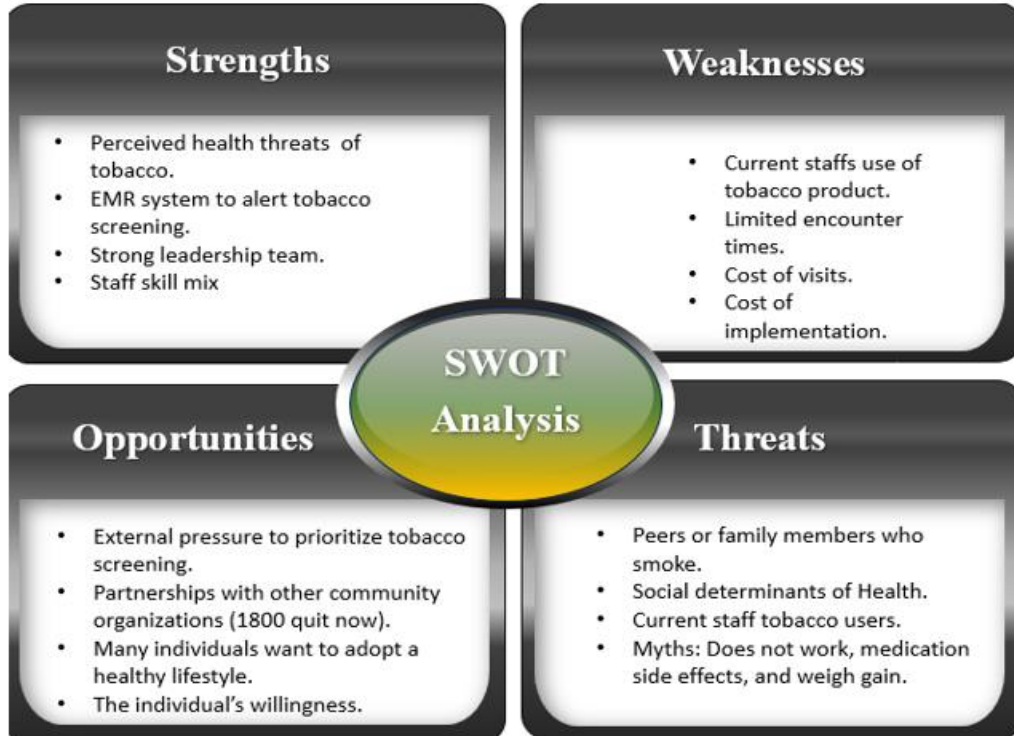 Strengths
• Perceived health threats of
tobacco.
• EMR system to alert tobacco
screening.
• Strong leadership team.
• Staff skill mix
Weaknesses
• Current staffs use of
tobacco product.
• Limited encounter
times.
• Cost of visits.
• Cost of
implementation.
SWOT
Analysis
Opportunities
• External pressure to prioritize tobacco
screening.
• Partnerships with other community
organizations (1800 quit now).
• Many individuals want to adopt a
healthy lifestyle.
• The individual’s willingness.
Threats
• Peers or family members who
smoke.
• Social determinants of Health.
• Current staff tobacco users.
• Myths: Does not work, medication
side effects, and weigh gain.